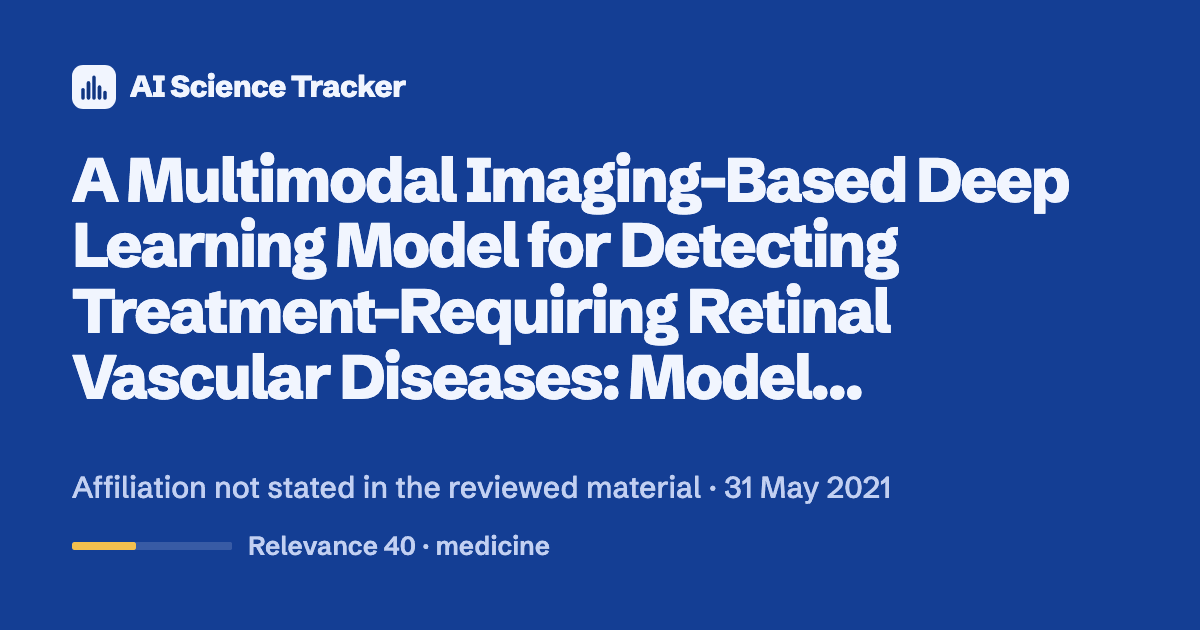 AI Science Tracker
A Multimodal Imaging-Based Deep
Learning Model for Detecting
Treatment-Requiring Retinal
Vascular Diseases: Model...
Affiliation not stated in the reviewed material · 31 May 2021
Relevance 40 · medicine